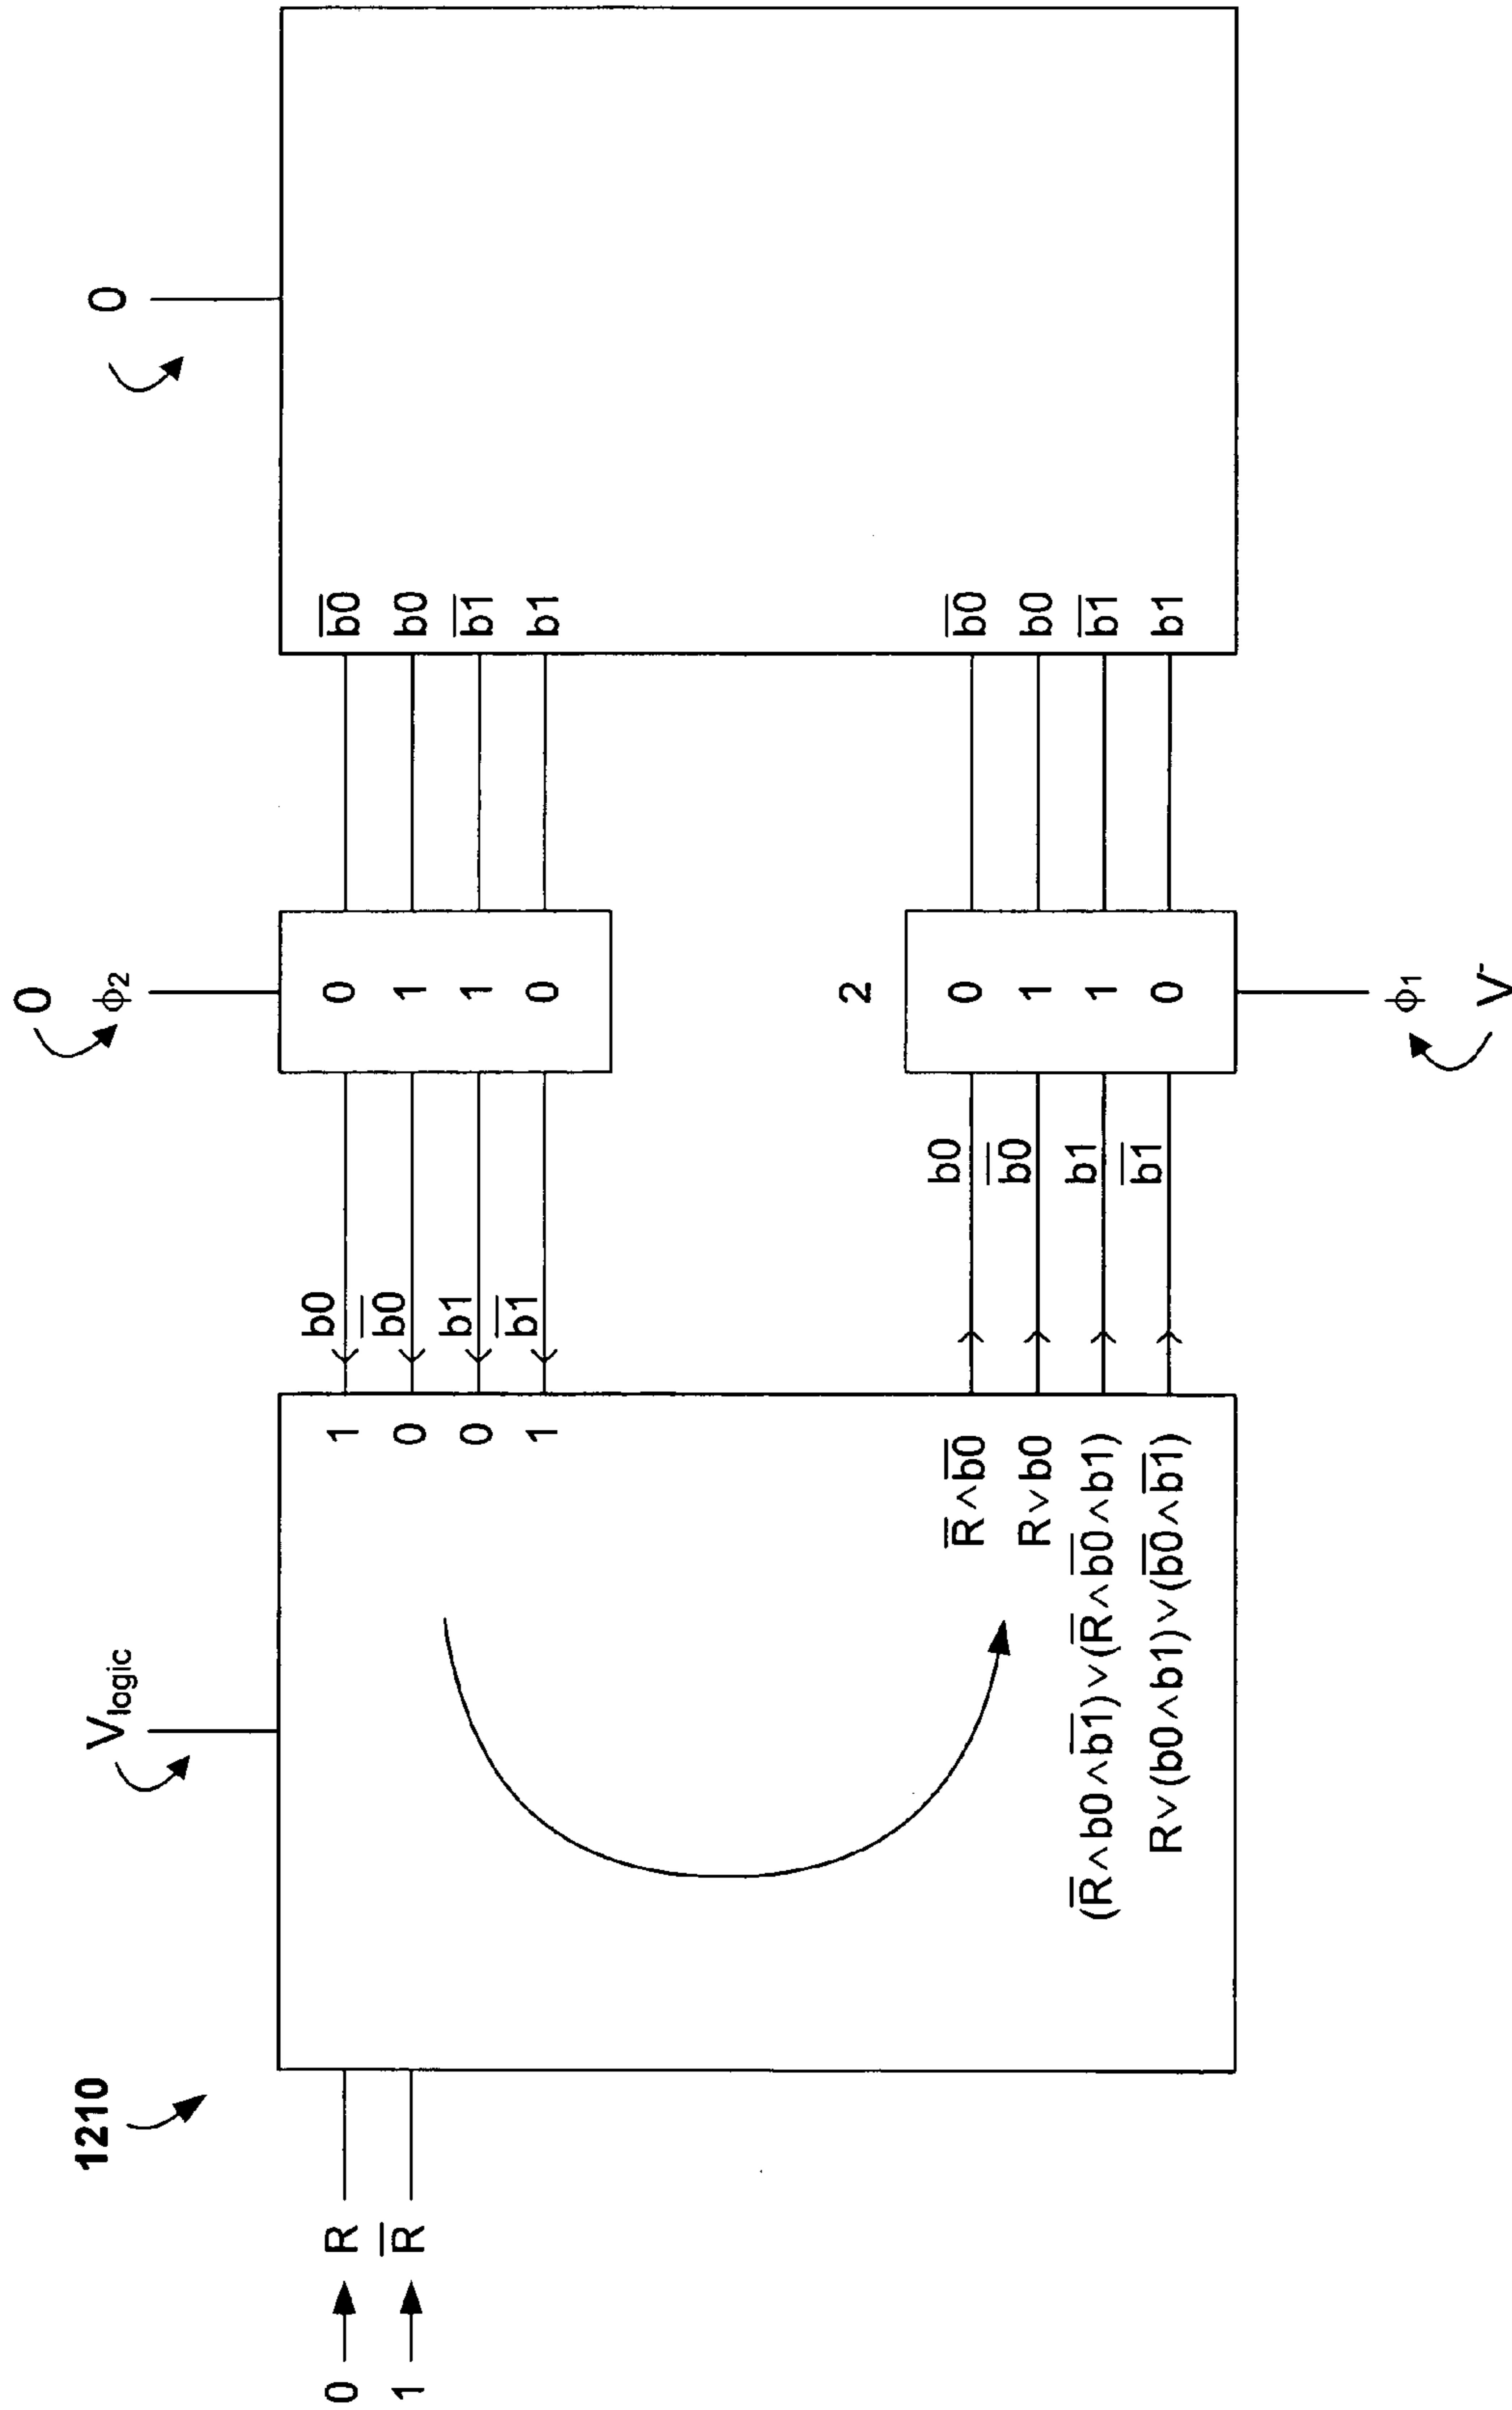 0
1210
V_logic
ϕ₂
0
0 R 1 b0 0 b̅0̅
1 R̅ 0 b̅0̅ 1 b0
0 b1 1 b̅1̅
1 b̅1̅ 0 b1
2
R̅∧b̅0̅ b0 0 b̅0̅
R∨b0 b̅0̅ 1 b0
(R̅∧b0∧b̅1̅)∨(R̅∧b̅0̅∧b1) b1 1 b̅1̅
R∨(b0∧b1)∨(b̅0̅∧b̅1̅) b̅1̅ 0 b1
ϕ₁
V⁻